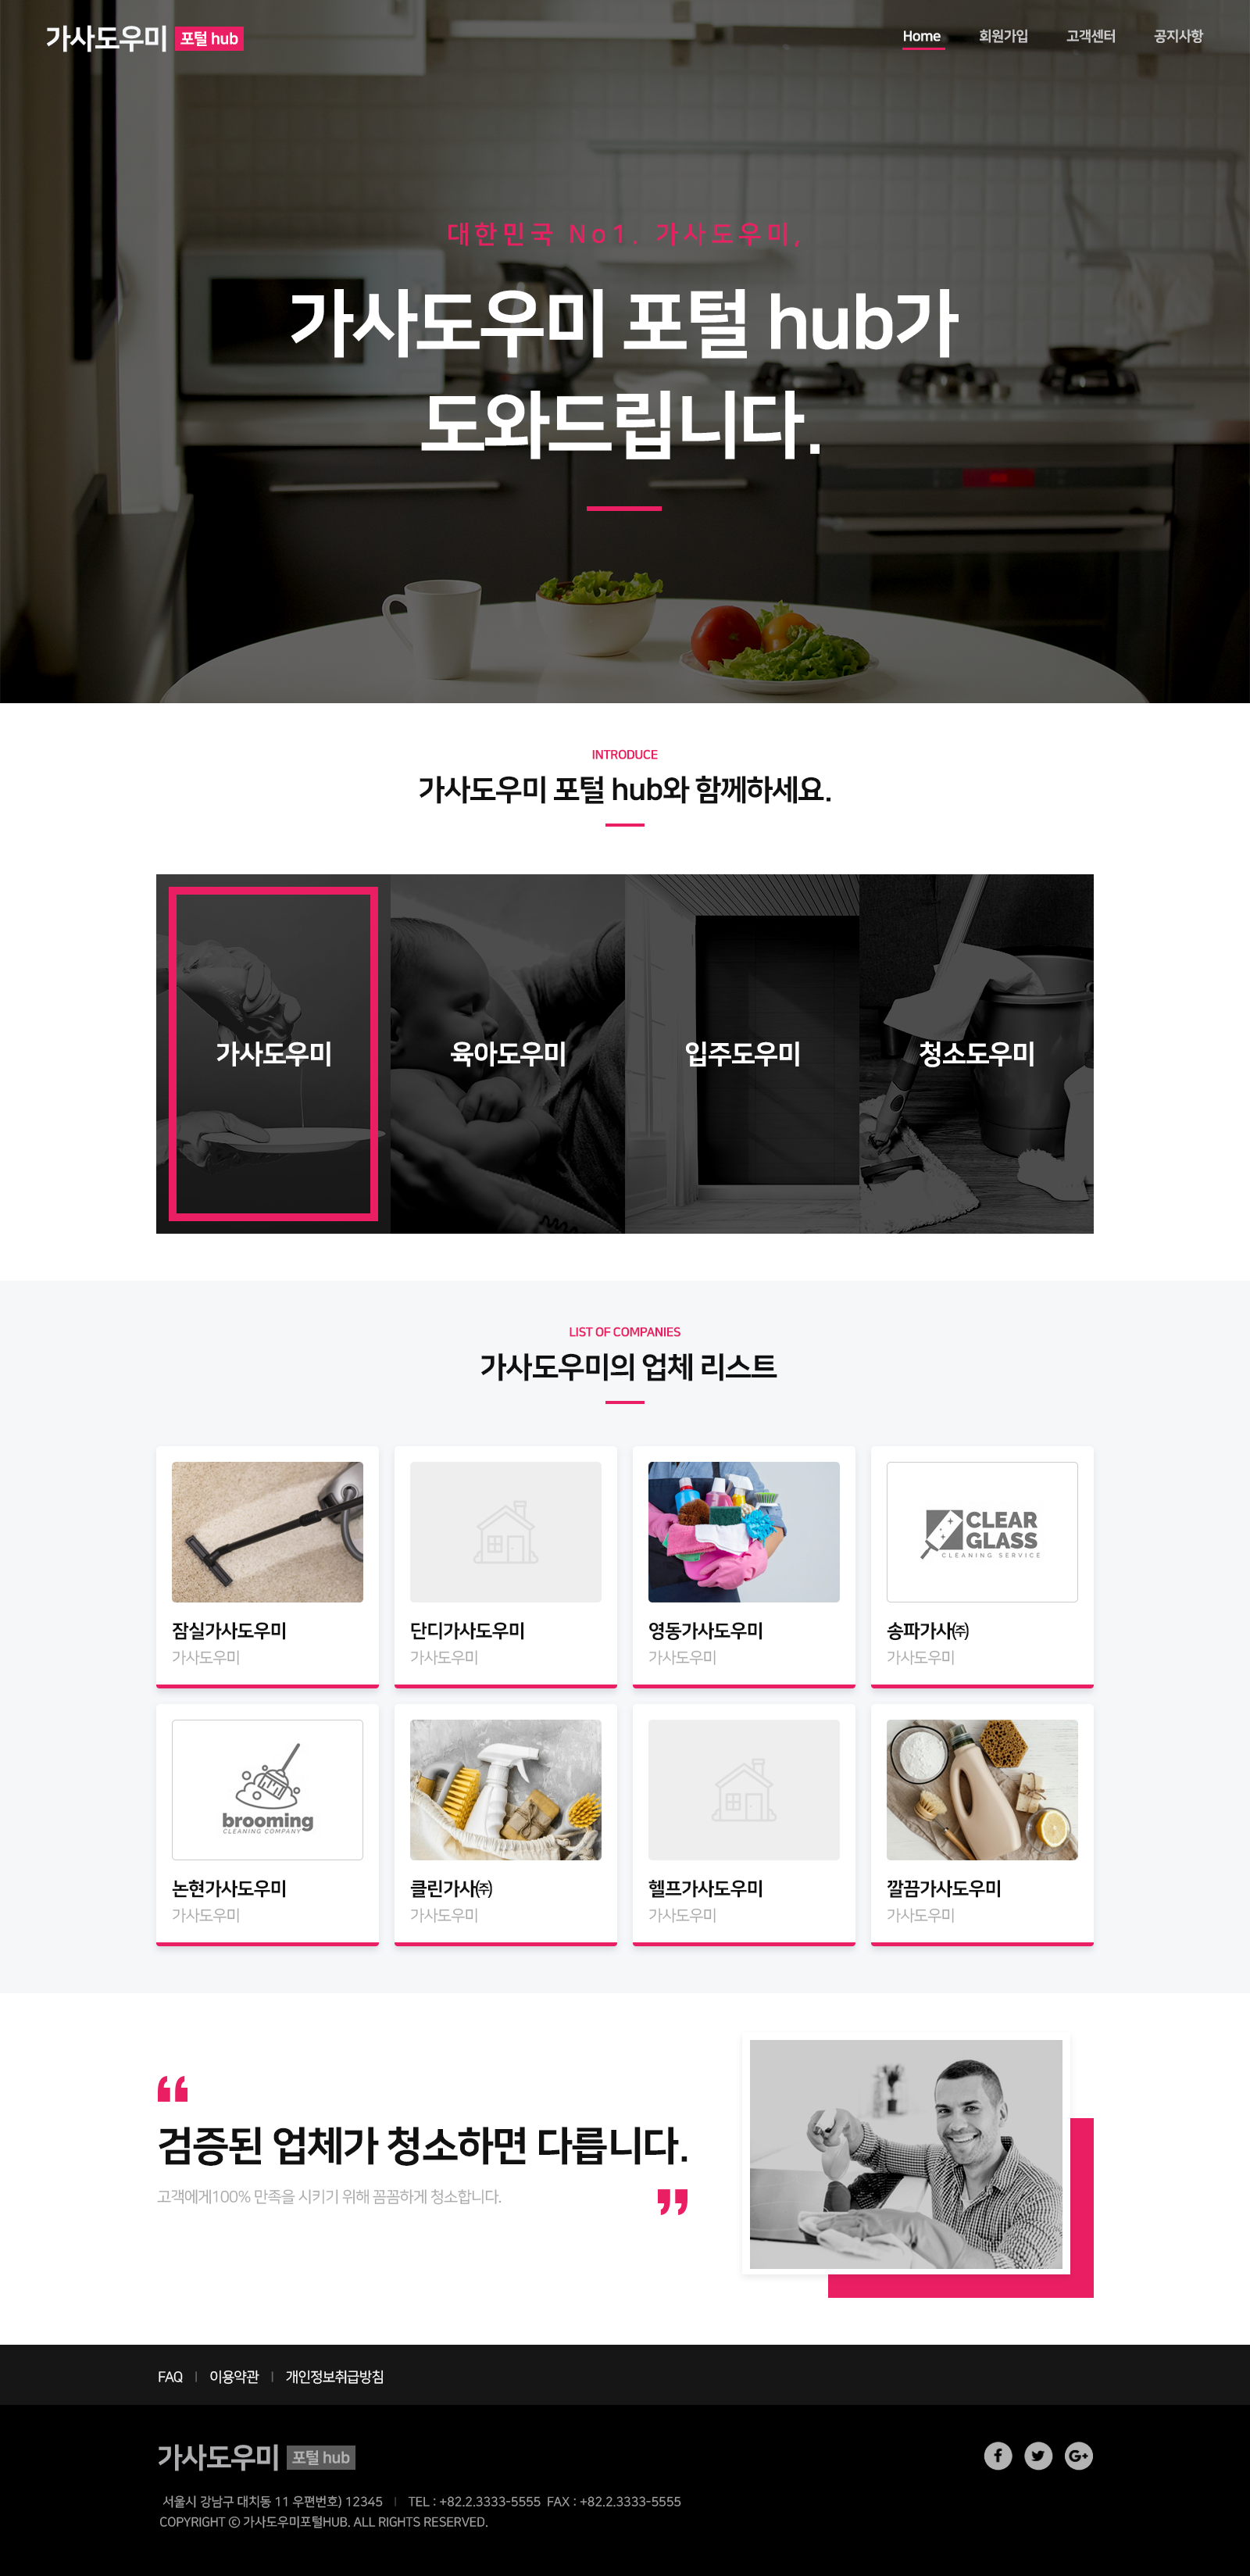 가사도우미 포털 hub
Home 회원가입 고객센터 공지사항
대한민국 No1. 가사도우미,
가사도우미 포털 hub가
도와드립니다.
INTRODUCE
가사도우미 포털 hub와 함께하세요.
가사도우미 육아도우미 입주도우미 청소도우미
LIST OF COMPANIES
가사도우미의 업체 리스트
CLEAR
GLASS
CLEANING SERVICE
잠실가사도우미 단디가사도우미 영동가사도우미 송파가사㈜
가사도우미 가사도우미 가사도우미 가사도우미
brooming
CLEANING COMPANY
논현가사도우미 클린가사㈜ 헬프가사도우미 깔끔가사도우미
가사도우미 가사도우미 가사도우미 가사도우미
❝
검증된 업체가 청소하면 다릅니다.
고객에게100% 만족을 시키기 위해 꼼꼼하게 청소합니다.
❞
FAQ | 이용약관 | 개인정보취급방침
가사도우미 포털 hub
f G+
서울시 강남구 대치동 11 우편번호) 12345 | TEL : +82.2.3333-5555 FAX : +82.2.3333-5555
COPYRIGHT ⓒ 가사도우미포털HUB. ALL RIGHTS RESERVED.